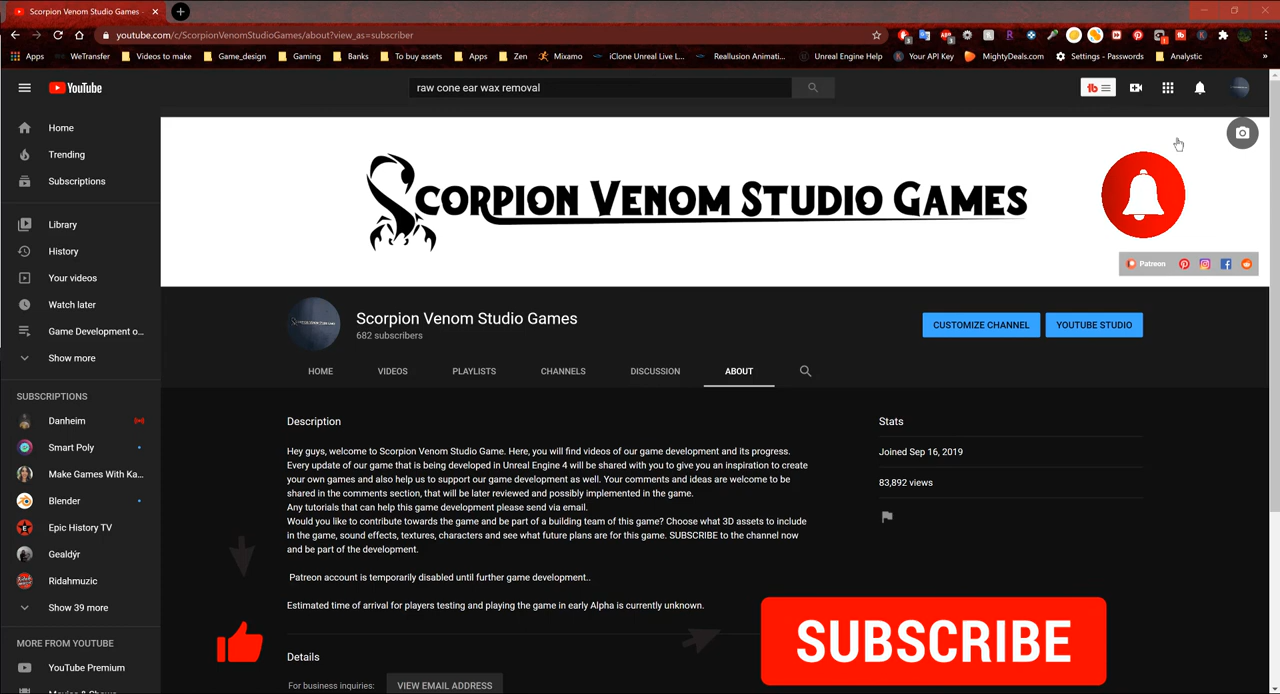 Scorpion Venom Studio Games -
youtube.com/c/ScorpionVenomStudioGames/about?view_as=subscriber
Apps WeTransfer Videos to make Game_design Gaming Banks To buy assets Apps Zen Mixamo iClone Unreal Live L... Reallusion Animati... Unreal Engine Help Your API Key MightyDeals.com Settings - Passwords Analystic
YouTube
raw cone ear wax removal
Home
Trending
Subscriptions
Library
History
Your videos
Watch later
Game Development o...
Show more
SUBSCRIPTIONS
Danheim
Smart Poly
Make Games With Ka...
Blender
Epic History TV
Gealdýr
Ridahmuzic
Show 39 more
MORE FROM YOUTUBE
YouTube Premium
Scorpion Venom Studio Games
Patreon
Scorpion Venom Studio Games
682 subscribers
CUSTOMIZE CHANNEL YOUTUBE STUDIO
HOME VIDEOS PLAYLISTS CHANNELS DISCUSSION ABOUT
Description
Hey guys, welcome to Scorpion Venom Studio Game. Here, you will find videos of our game development and its progress.
Every update of our game that is being developed in Unreal Engine 4 will be shared with you to give you an inspiration to create
your own games and also help us to support our game development as well. Your comments and ideas are welcome to be
shared in the comments section, that will be later reviewed and possibly implemented in the game.
Any tutorials that can help this game development please send via email.
Would you like to contribute towards the game and be part of a building team of this game? Choose what 3D assets to include
in the game, sound effects, textures, characters and see what future plans are for this game. SUBSCRIBE to the channel now
and be part of the development.
Patreon account is temporarily disabled until further game development..
Estimated time of arrival for players testing and playing the game in early Alpha is currently unknown.
Stats
Joined Sep 16, 2019
83,892 views
SUBSCRIBE
Details
For business inquiries: VIEW EMAIL ADDRESS